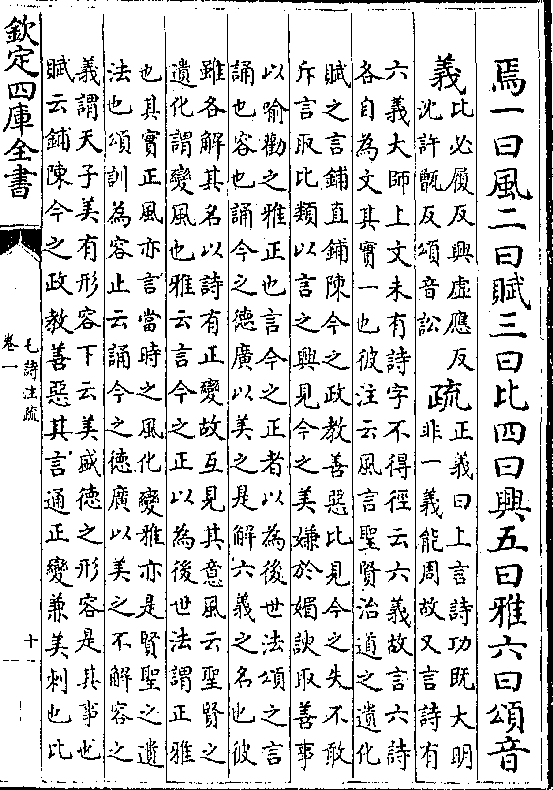 焉一曰風二曰賦三曰比四曰興五曰雅六曰頌音
義比必履反興虛應反
沈許甑反頌音訟
疏正義曰上言詩功既大明
非一義能周故又言詩有
六義大師上文未有詩字不得徑云六義故言六詩
各自為文其實一也彼注云風言聖賢治道之遺化
賦之言鋪直鋪陳今之政教善惡比見今之失不敢
斥言取比類以言之興見今之美嫌於媚諛取善事
以喻勸之雅正也言今之正者以為後世法頌之言
誦也容也誦今之德廣以美之是解六義之名也彼
雖各解其名以詩有正變故互見其意風云聖賢之
遺化謂變風也雅云言今之正以為後世法謂正雅
也其實正風亦言當時之風化變雅亦是賢聖之遺
法也頌訓為容止云誦今之德廣以美之不解容之
義謂天子美有形容下云美盛德之形容是其事也
賦云鋪陳今之政教善惡其言通正變兼美刺也比
欽定四庫全書
毛詩注疏
卷一
十